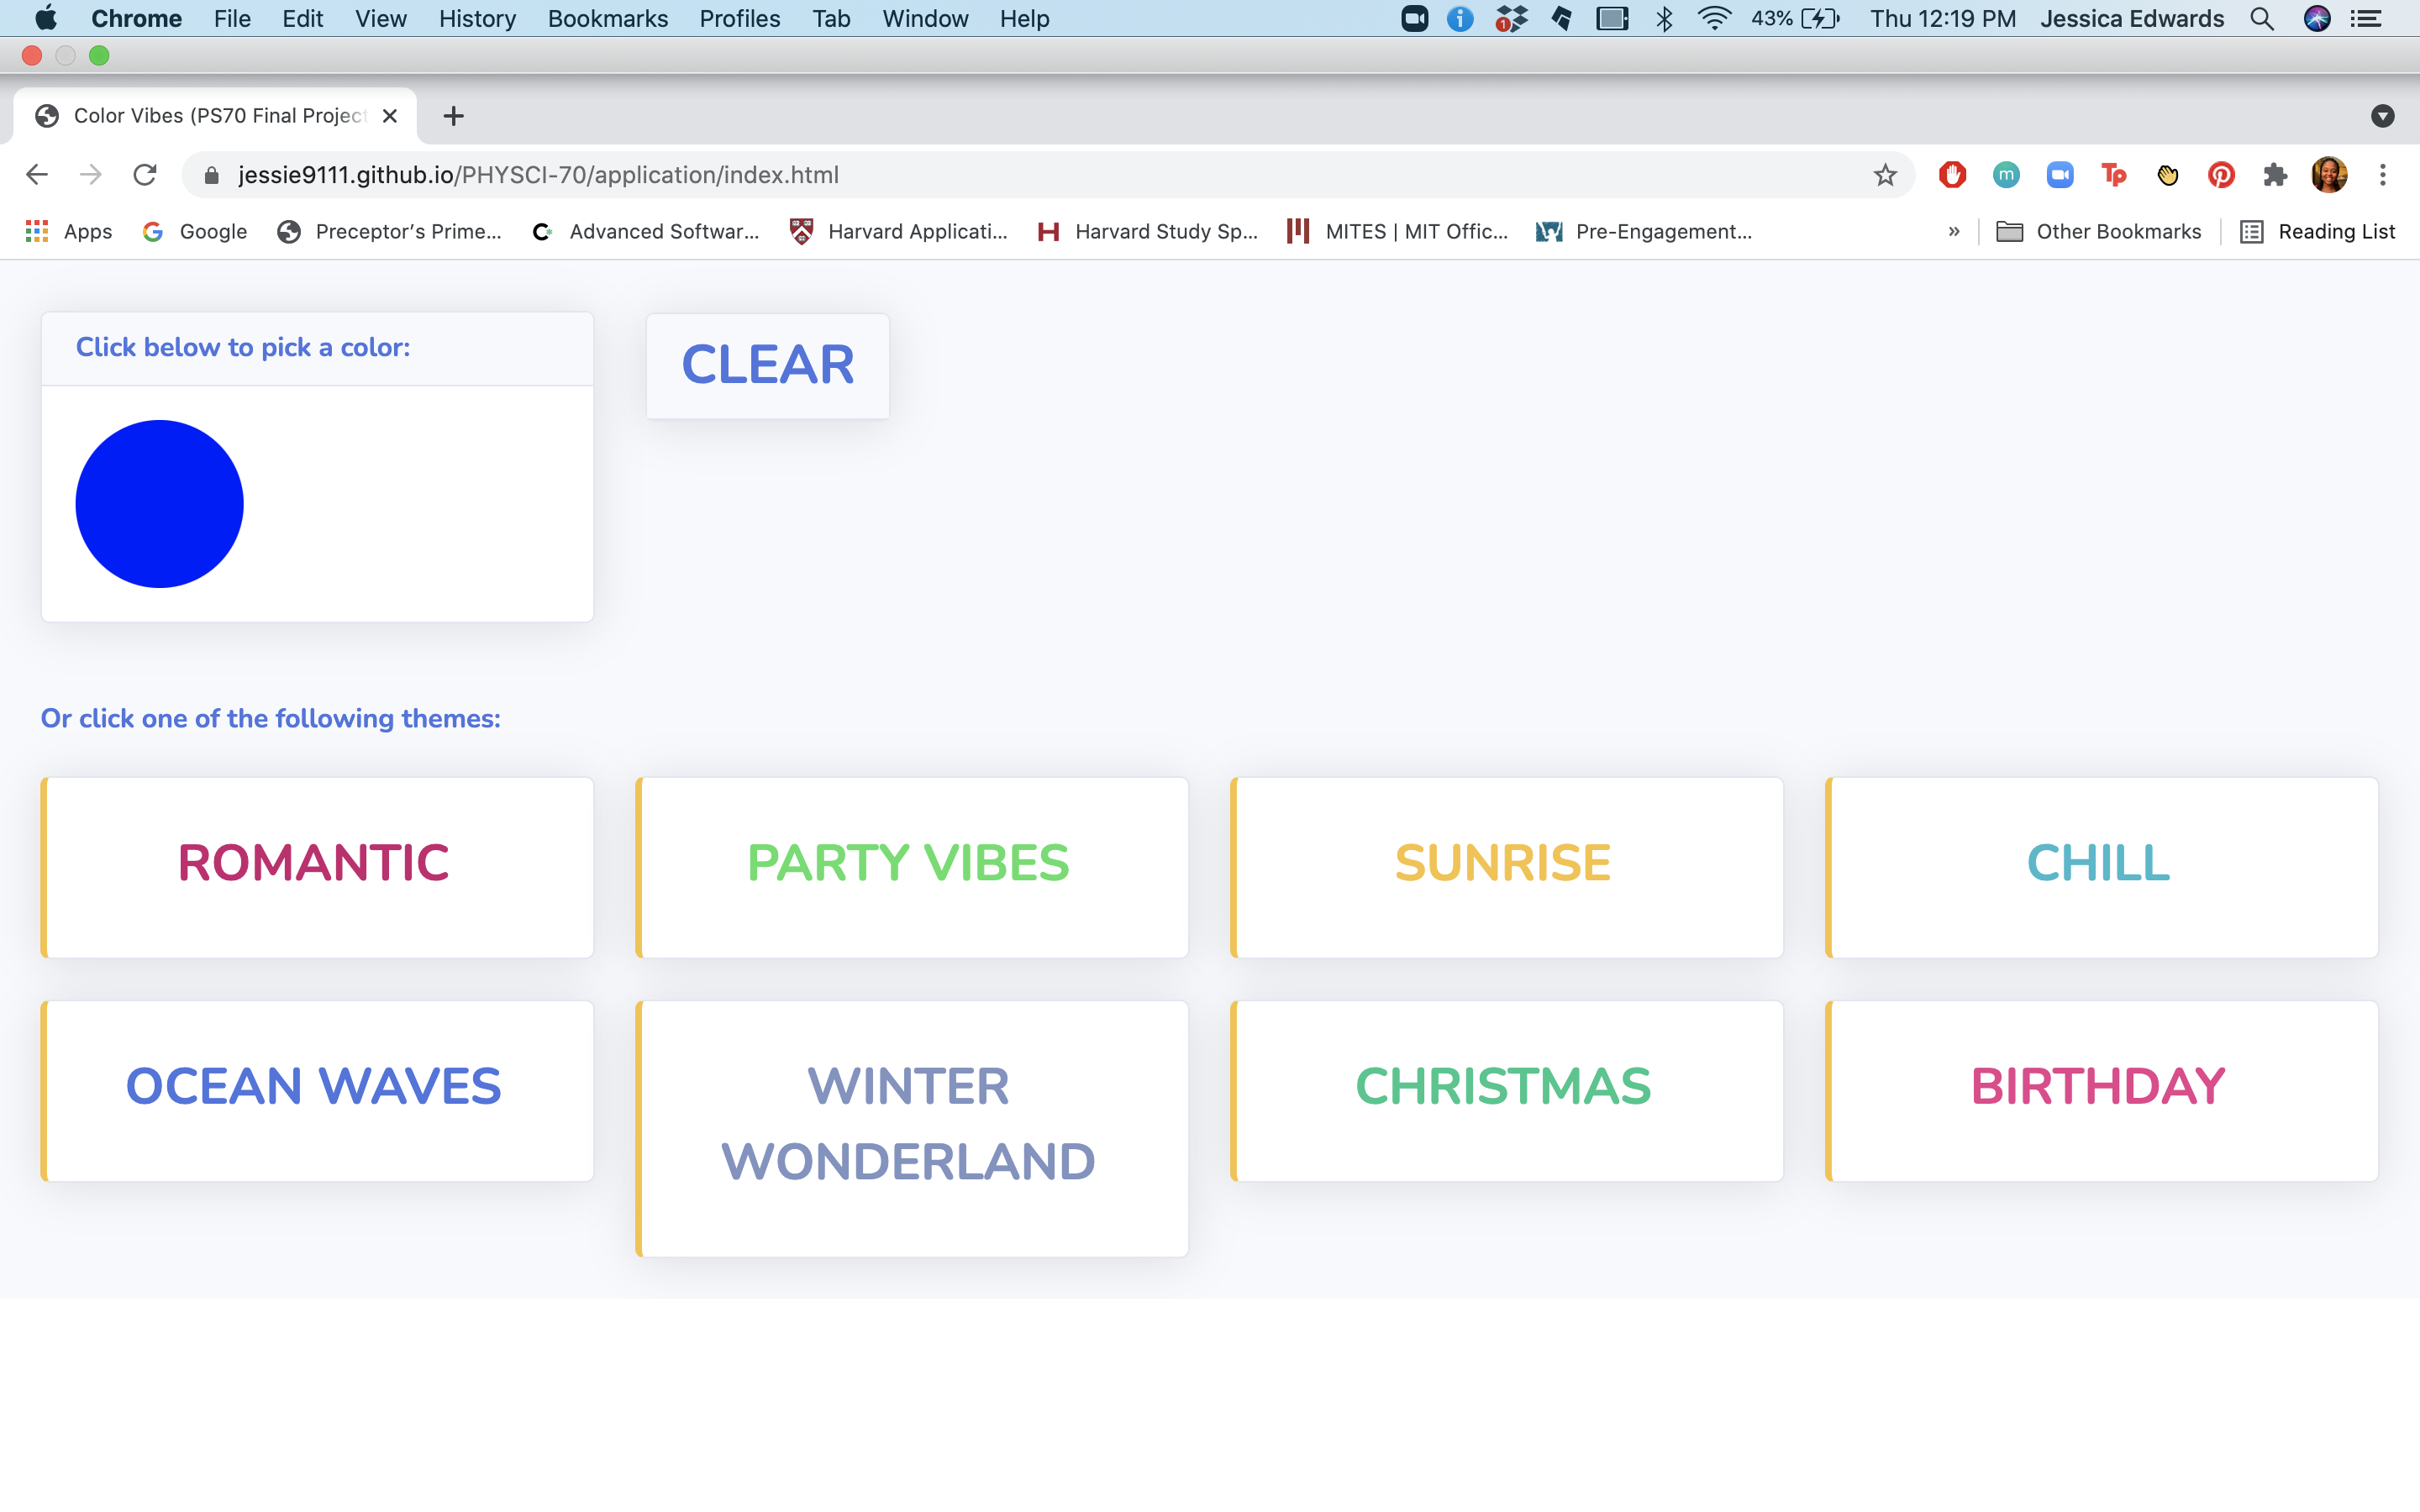 Chrome File Edit View History Bookmarks Profiles Tab Window Help 43% Thu 12:19 PM Jessica Edwards
Color Vibes (PS70 Final Project
jessie9111.github.io/PHYSCI-70/application/index.html
Apps Google Preceptor's Prime... Advanced Softwar... Harvard Applicati... Harvard Study Sp... MITES | MIT Offic... Pre-Engagement... » Other Bookmarks Reading List
Click below to pick a color:
CLEAR
Or click one of the following themes:
ROMANTIC
PARTY VIBES
SUNRISE
CHILL
OCEAN WAVES
WINTER
WONDERLAND
CHRISTMAS
BIRTHDAY